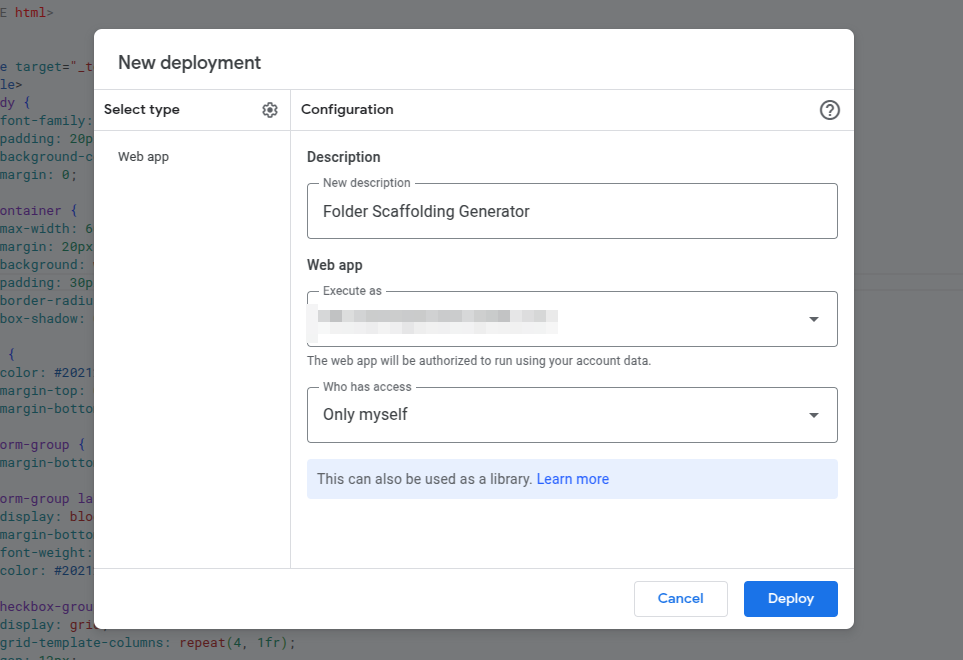 E html>
New deployment
e target="_t
le>
Select type
Configuration
dy {
font-family:
padding: 20p
Web app
Description
background-c
margin: 0;
New description
ontainer {
Folder Scaffolding Generator
max-width: 6
margin: 20px
background:
Web app
padding: 30p
Execute as
border-radiu
box-shadow:
{
The web app will be authorized to run using your account data.
color: #2021
margin-top:
Who has access
margin-botto
Only myself
orm-group {
margin-botto
This can also be used as a library. Learn more
orm-group la
display: blo
margin-botto
font-weight:
color: #2021
Cancel
Deploy
heckbox-grou
display: grid;
grid-template-columns: repeat(4, 1fr);
gap: 12px;